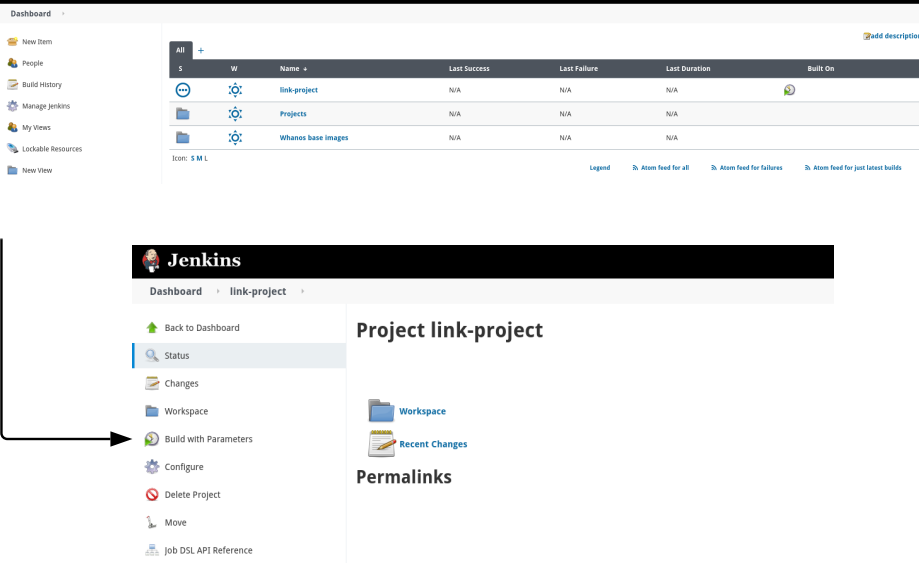 Dashboard
New Item
People
Build History
Manage Jenkins
My Views
Lockable Resources
New View
add description
All +
S W Name ↓ Last Success Last Failure Last Duration Built On
link-project N/A N/A N/A
Projects N/A N/A N/A
Whanos base images N/A N/A N/A
Icon: S M L
Legend Atom feed for all Atom feed for failures Atom feed for just latest builds
Jenkins
Dashboard link-project
Back to Dashboard
Status
Changes
Workspace
Build with Parameters
Configure
Delete Project
Move
Job DSL API Reference
Project link-project
Workspace
Recent Changes
Permalinks